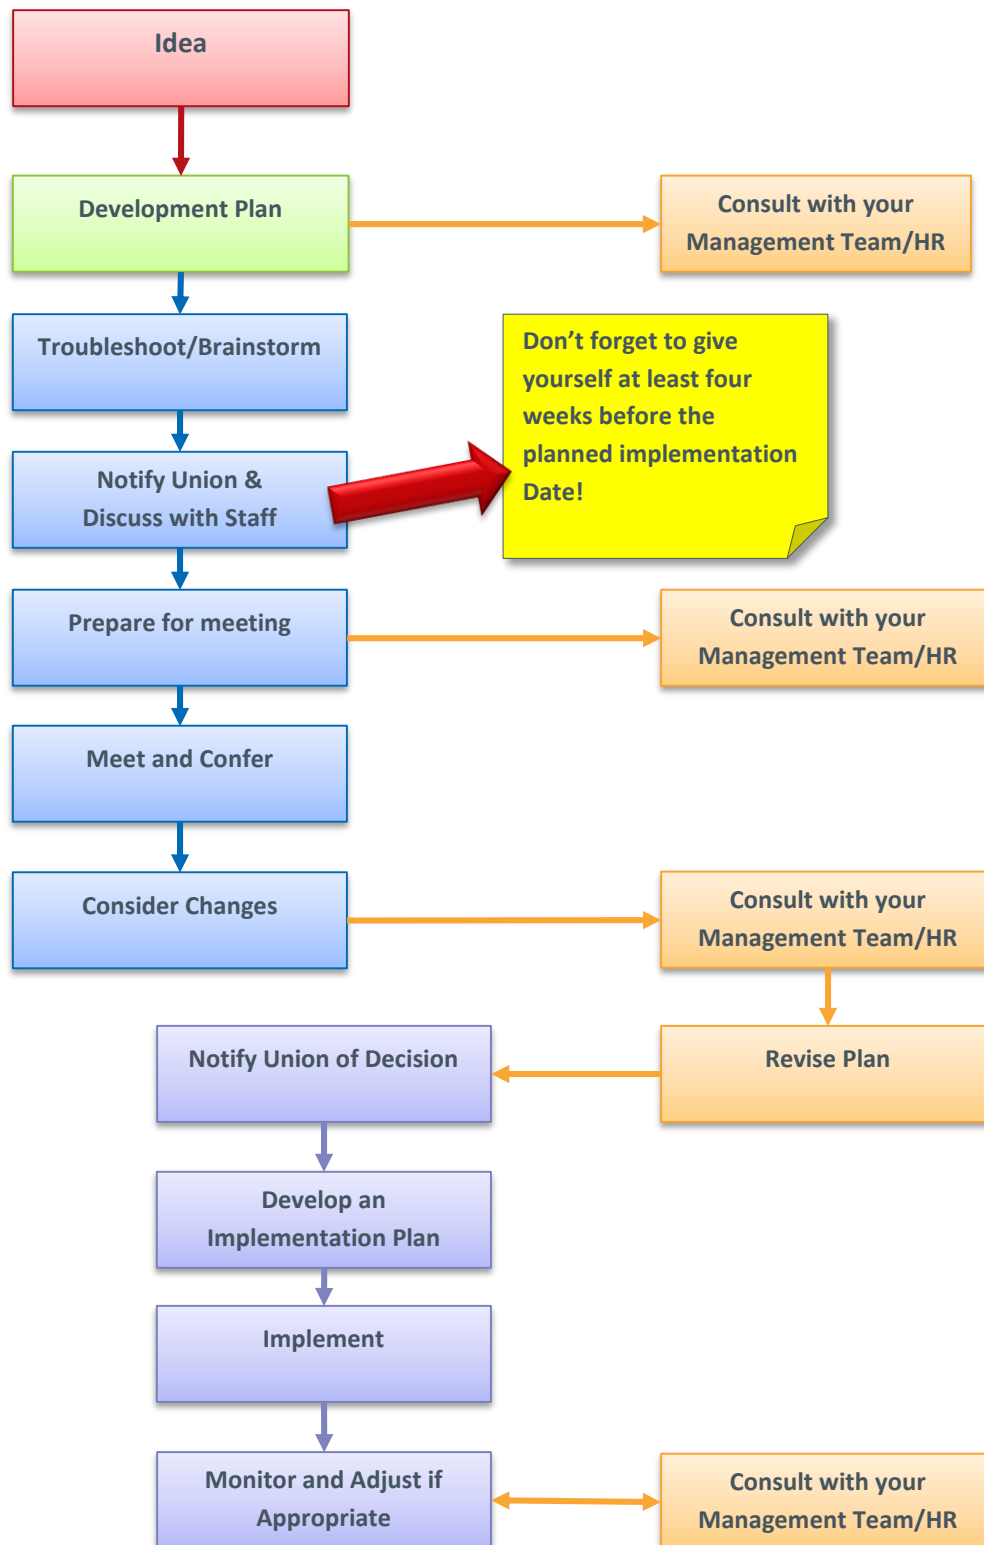 Idea
Development Plan
Consult with your
Management Team/HR
Troubleshoot/Brainstorm
Don’t forget to give
yourself at least four
weeks before the
planned implementation
Date!
Notify Union &
Discuss with Staff
Prepare for meeting
Consult with your
Management Team/HR
Meet and Confer
Consider Changes
Consult with your
Management Team/HR
Revise Plan
Notify Union of Decision
Develop an
Implementation Plan
Implement
Monitor and Adjust if
Appropriate
Consult with your
Management Team/HR